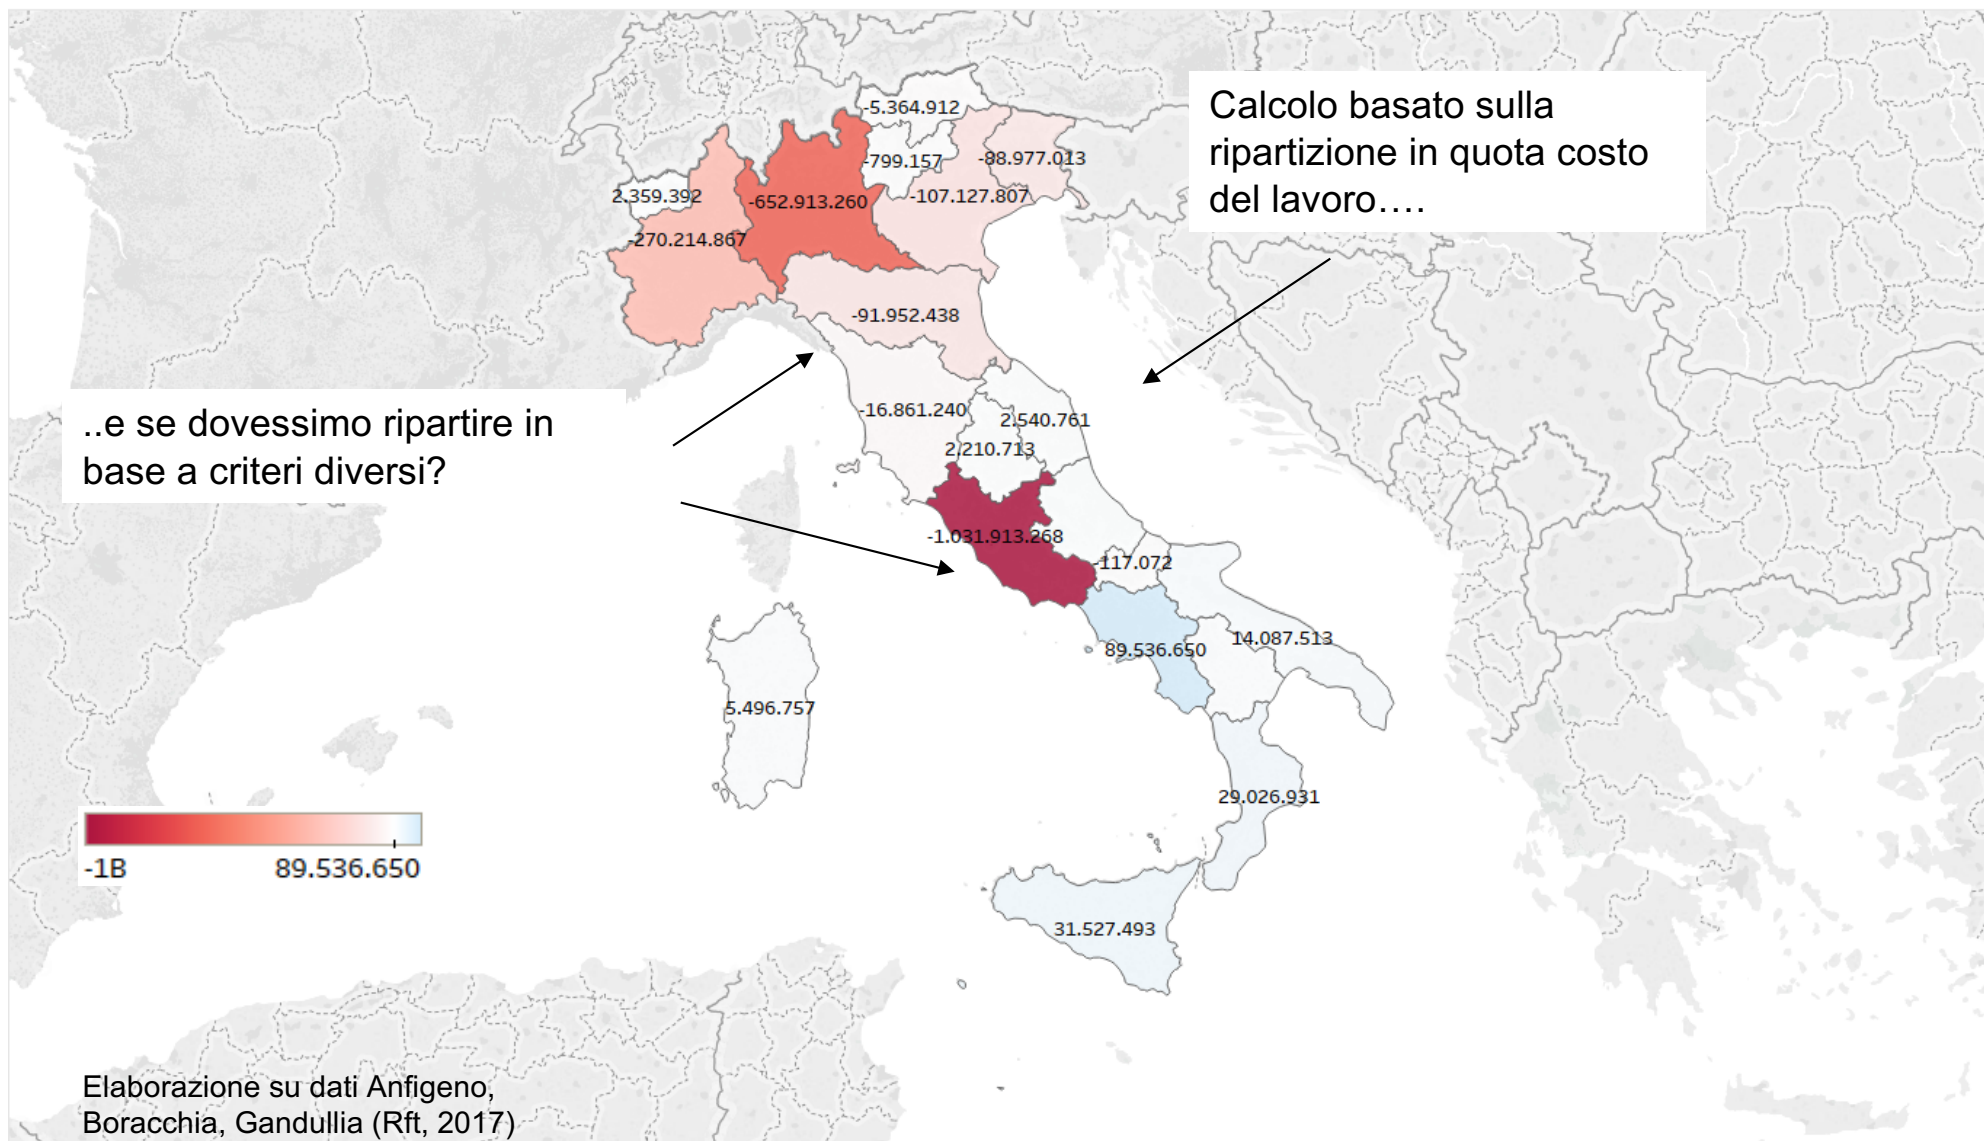 Calcolo basato sulla
ripartizione in quota costo
del lavoro….
-5.364.912
-799.157
-88.977.013
2.359.392
-652.913.260
-107.127.807
-270.214.867
-91.952.438
..e se dovessimo ripartire in
base a criteri diversi?
-16.861.240
2.540.761
2.210.713
-1.031.913.268
-117.072
14.087.513
89.536.650
5.496.757
29.026.931
-1B
89.536.650
31.527.493
Elaborazione su dati Anfigeno,
Boracchia, Gandullia (Rft, 2017)